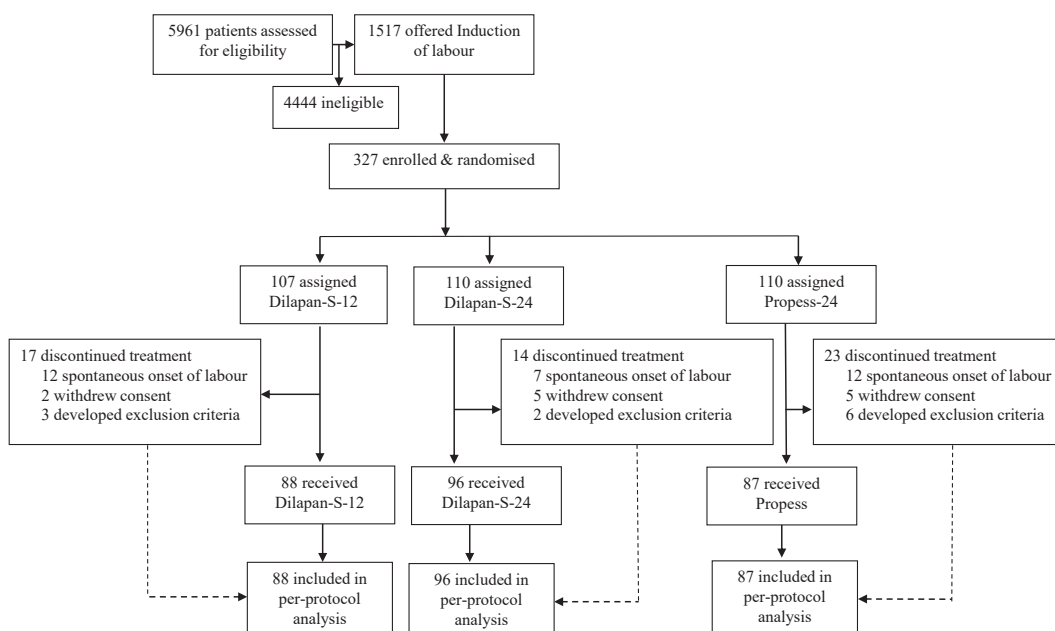 5961 patients assessed
for eligibility
1517 offered Induction
of labour
4444 ineligible
327 enrolled & randomised
107 assigned
Dilapan-S-12
110 assigned
Dilapan-S-24
110 assigned
Propess-24
17 discontinued treatment
12 spontaneous onset of labour
2 withdrew consent
3 developed exclusion criteria
14 discontinued treatment
7 spontaneous onset of labour
5 withdrew consent
2 developed exclusion criteria
23 discontinued treatment
12 spontaneous onset of labour
5 withdrew consent
6 developed exclusion criteria
88 received
Dilapan-S-12
96 received
Dilapan-S-24
87 received
Propess
88 included in
per-protocol
analysis
96 included in
per-protocol
analysis
87 included in
per-protocol
analysis